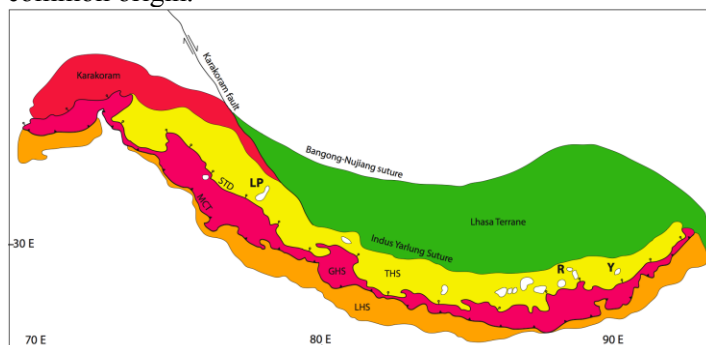 common origin.
Karakoram
Karakoram fault
Bangong-Nujiang suture
LP
STD
MCT
Lhasa Terrane
Indus Yarlung Suture
30 E
R
Y
GHS
THS
LHS
70 E
80 E
90 E